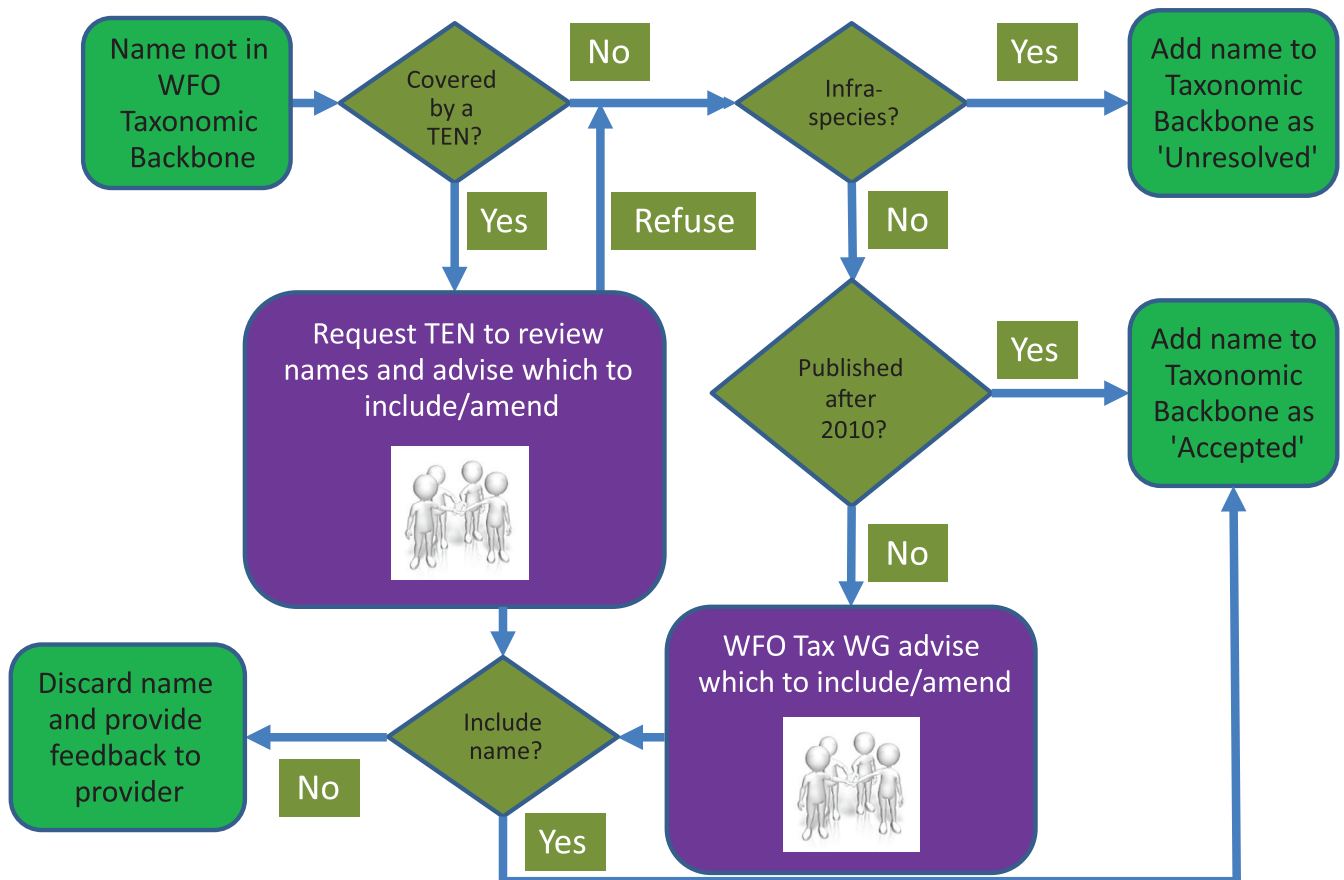 Name not in
WFO
Taxonomic
Backbone
Covered
by a
TEN?
No
Infra-
species?
Yes
Add name to
Taxonomic
Backbone as
'Unresolved'
Yes
Refuse
No
Request TEN to review
names and advise which to
include/amend
Published
after
2010?
Yes
Add name to
Taxonomic
Backbone as
'Accepted'
No
WFO Tax WG advise
which to include/amend
Include
name?
Discard name
and provide
feedback to
provider
No
Yes